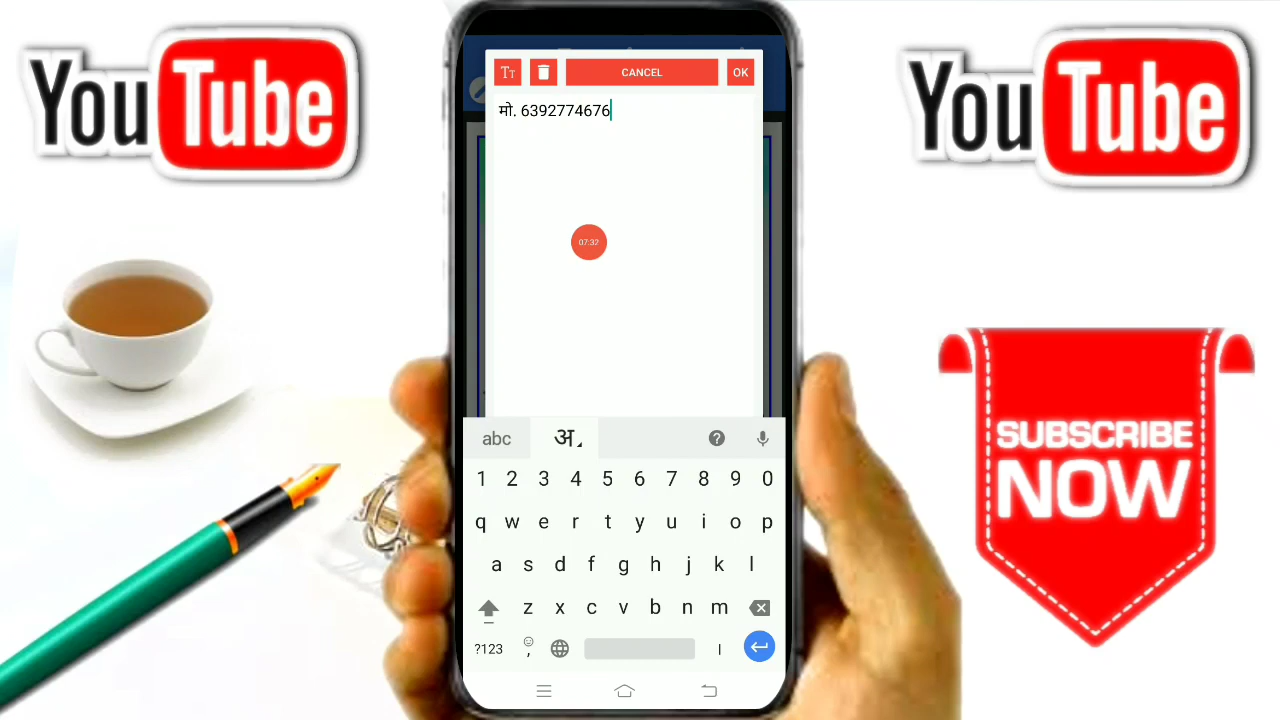 YouTube
YouTube
Tт
CANCEL
OK
मो. 6392774676
07:32
abc
अ
1 2 3 4 5 6 7 8 9 0
q w e r t y u i o p
a s d f g h j k l
z x c v b n m
?123
,
।
SUBSCRIBE
NOW